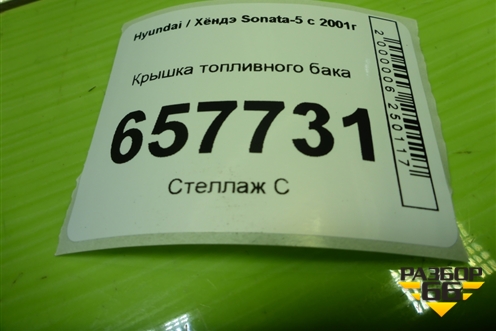 Hyundai / Хёндэ Sonata-5 с 2001г
Крышка топливного бака
657731
Стеллаж С
2000006250117
РАЗБОР
66